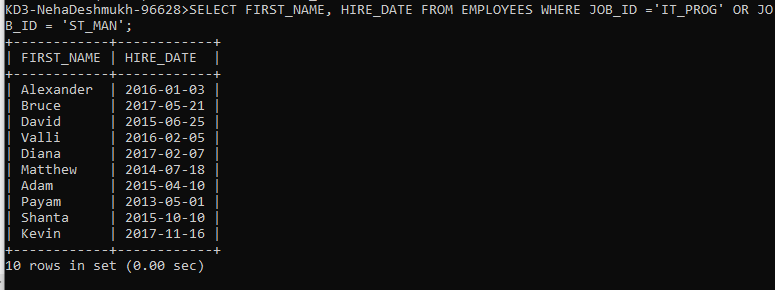 KD3-NehaDeshmukh-96628>SELECT FIRST_NAME, HIRE_DATE FROM EMPLOYEES WHERE JOB_ID ='IT_PROG' OR JO
B_ID = 'ST_MAN';
+------------+------------+
| FIRST_NAME | HIRE_DATE  |
+------------+------------+
| Alexander  | 2016-01-03 |
| Bruce      | 2017-05-21 |
| David      | 2015-06-25 |
| Valli      | 2016-02-05 |
| Diana      | 2017-02-07 |
| Matthew    | 2014-07-18 |
| Adam       | 2015-04-10 |
| Payam      | 2013-05-01 |
| Shanta     | 2015-10-10 |
| Kevin      | 2017-11-16 |
+------------+------------+
10 rows in set (0.00 sec)